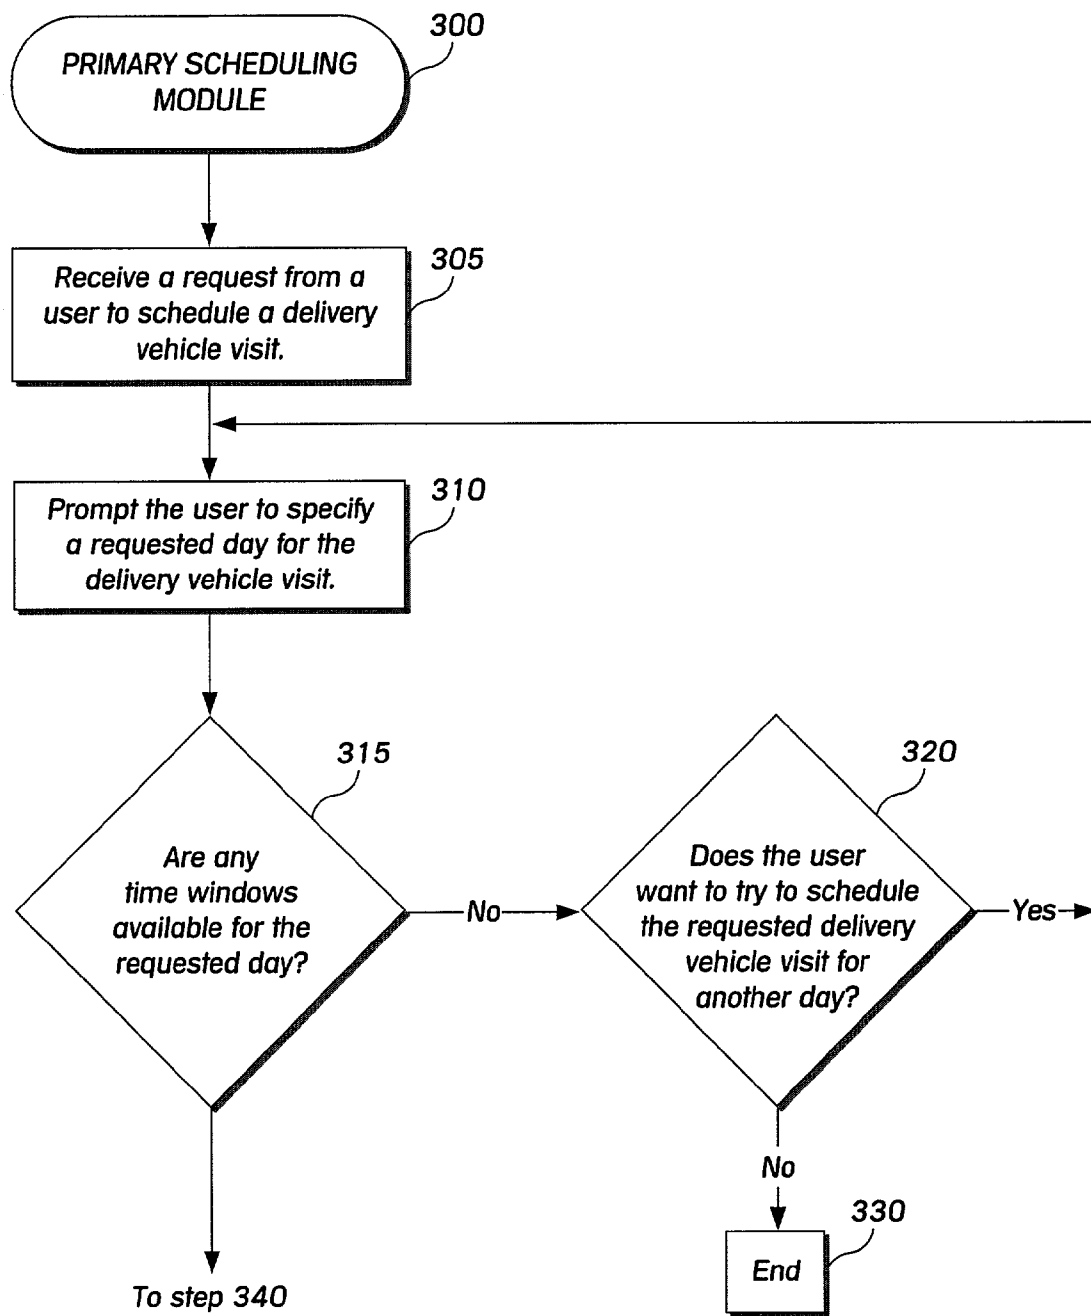 300
PRIMARY SCHEDULING
MODULE
305
Receive a request from a
user to schedule a delivery
vehicle visit.
310
Prompt the user to specify
a requested day for the
delivery vehicle visit.
315
Are any
time windows
available for the
requested day?
No
320
Does the user
want to try to schedule
the requested delivery
vehicle visit for
another day?
Yes
No
330
End
To step 340